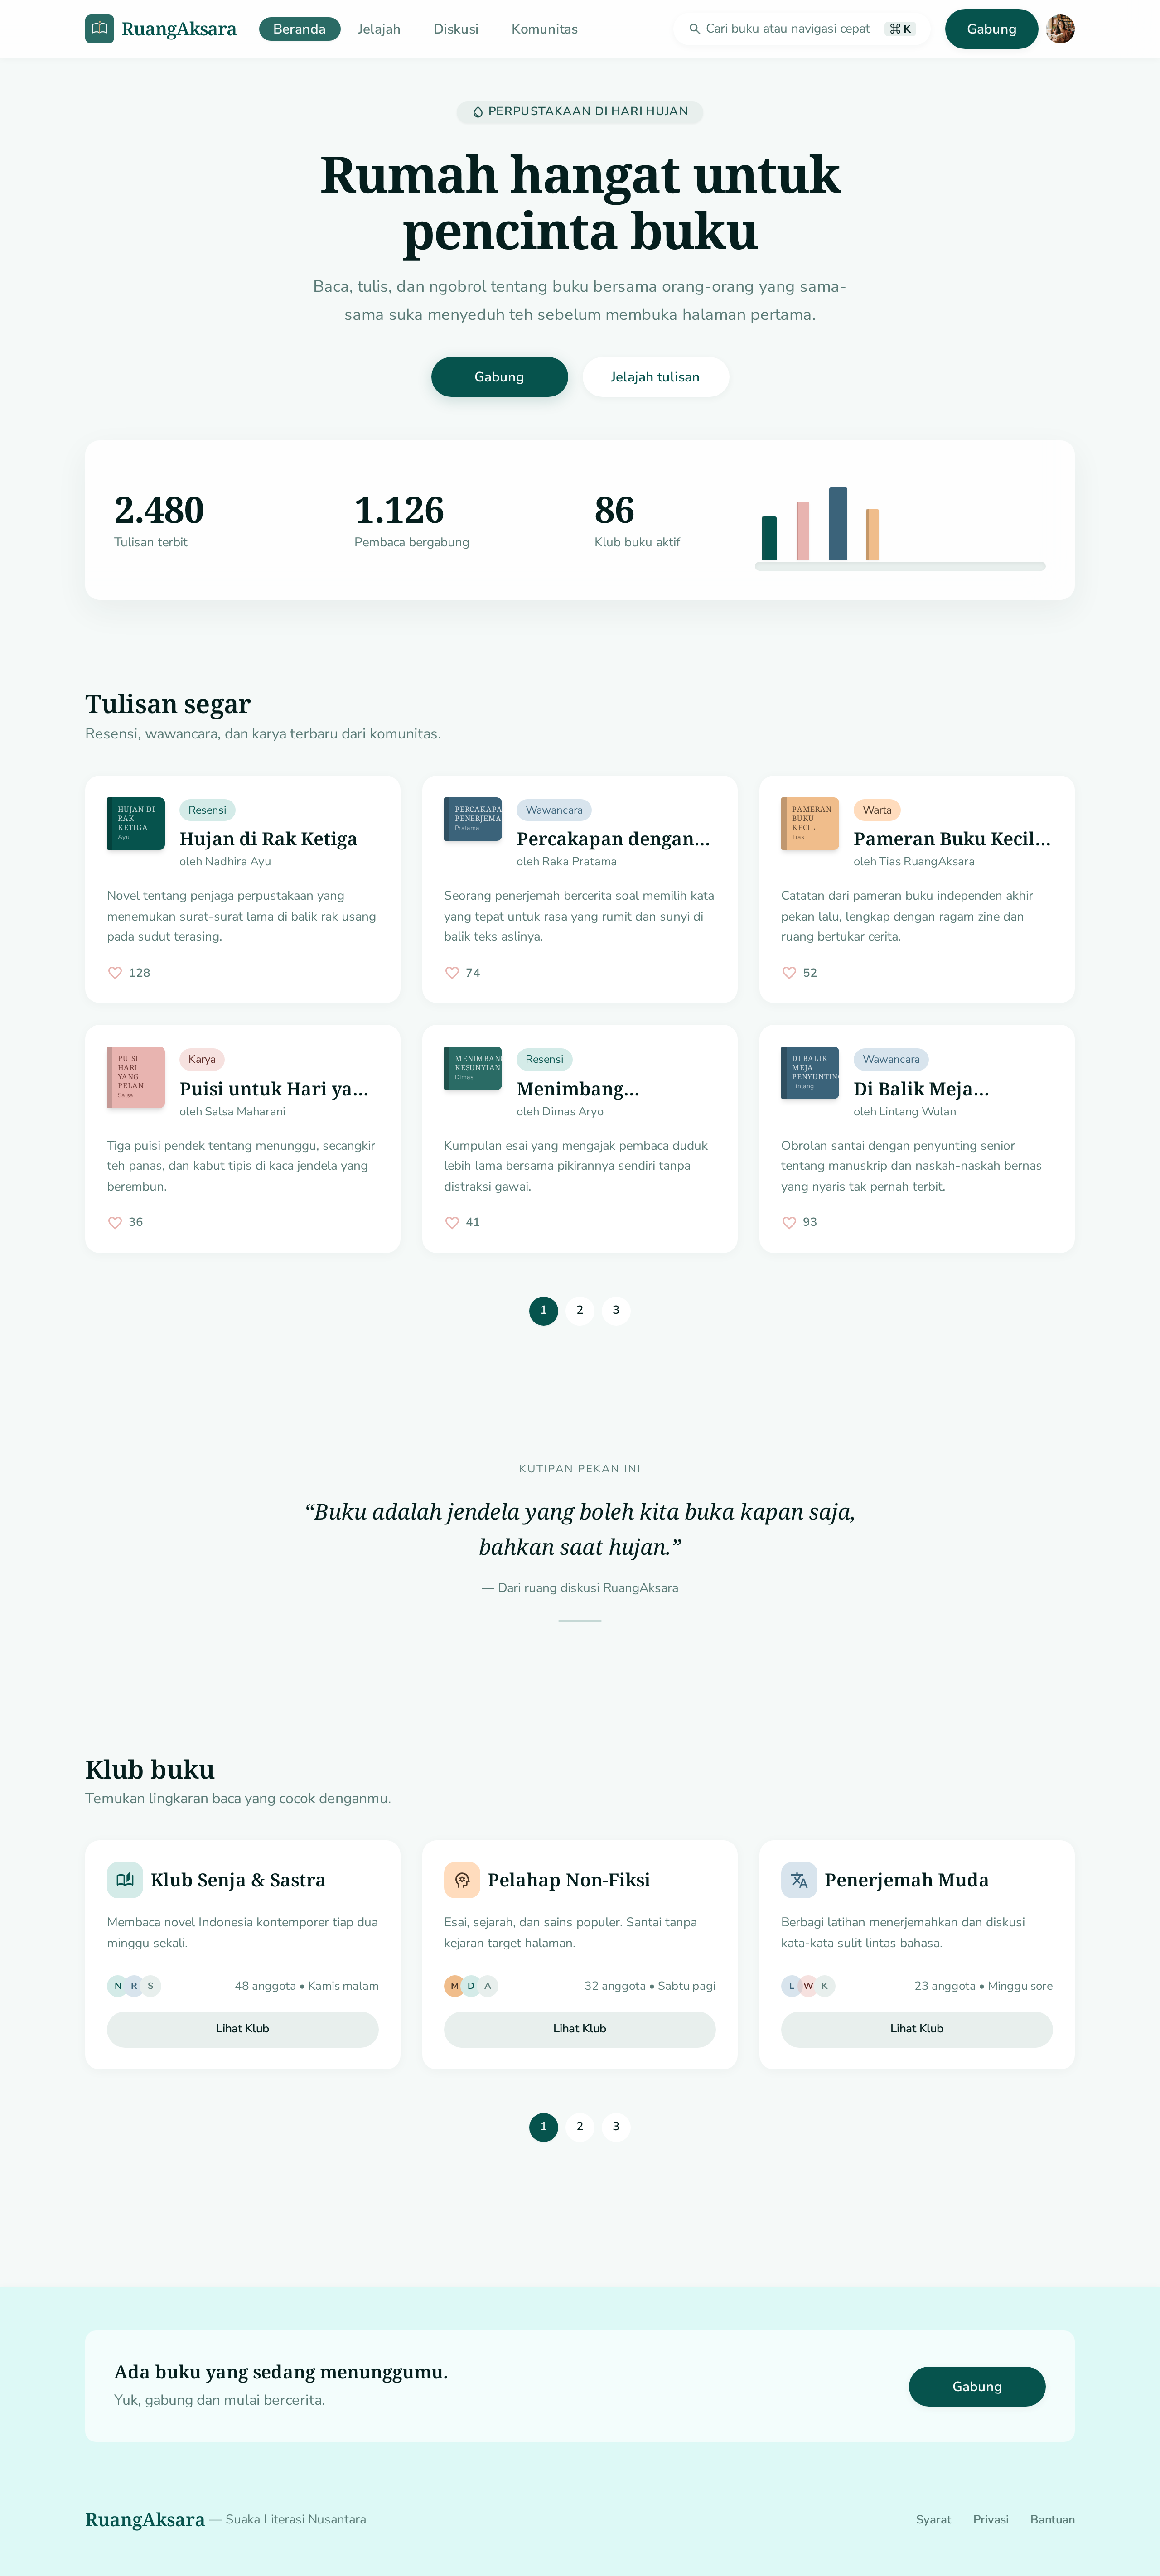 RuangAksara
Beranda
Jelajah
Diskusi
Komunitas
Cari buku atau navigasi cepat
⌘ K
Gabung
PERPUSTAKAAN DI HARI HUJAN
Rumah hangat untuk
pencinta buku
Baca, tulis, dan ngobrol tentang buku bersama orang-orang yang sama-
sama suka menyeduh teh sebelum membuka halaman pertama.
Gabung
Jelajah tulisan
2.480
Tulisan terbit
1.126
Pembaca bergabung
86
Klub buku aktif
Tulisan segar
Resensi, wawancara, dan karya terbaru dari komunitas.
HUJAN DI
RAK
KETIGA
Ayu
Resensi
Hujan di Rak Ketiga
oleh Nadhira Ayu
Novel tentang penjaga perpustakaan yang
menemukan surat-surat lama di balik rak usang
pada sudut terasing.
128
PERCAKAPA
PENERJEMA
Pratama
Wawancara
Percakapan dengan...
oleh Raka Pratama
Seorang penerjemah bercerita soal memilih kata
yang tepat untuk rasa yang rumit dan sunyi di
balik teks aslinya.
74
PAMERAN
BUKU
KECIL
Tias
Warta
Pameran Buku Kecil...
oleh Tias RuangAksara
Catatan dari pameran buku independen akhir
pekan lalu, lengkap dengan ragam zine dan
ruang bertukar cerita.
52
PUISI
HARI
YANG
PELAN
Salsa
Karya
Puisi untuk Hari ya...
oleh Salsa Maharani
Tiga puisi pendek tentang menunggu, secangkir
teh panas, dan kabut tipis di kaca jendela yang
berembun.
36
MENIMBANG
KESUNYIAN
Dimas
Resensi
Menimbang...
oleh Dimas Aryo
Kumpulan esai yang mengajak pembaca duduk
lebih lama bersama pikirannya sendiri tanpa
distraksi gawai.
41
DI BALIK
MEJA
PENYUNTING
Lintang
Wawancara
Di Balik Meja...
oleh Lintang Wulan
Obrolan santai dengan penyunting senior
tentang manuskrip dan naskah-naskah bernas
yang nyaris tak pernah terbit.
93
1 2 3
KUTIPAN PEKAN INI
“Buku adalah jendela yang boleh kita buka kapan saja,
bahkan saat hujan.”
— Dari ruang diskusi RuangAksara
Klub buku
Temukan lingkaran baca yang cocok denganmu.
Klub Senja & Sastra
Membaca novel Indonesia kontemporer tiap dua
minggu sekali.
N R S
48 anggota • Kamis malam
Lihat Klub
Pelahap Non-Fiksi
Esai, sejarah, dan sains populer. Santai tanpa
kejaran target halaman.
M D A
32 anggota • Sabtu pagi
Lihat Klub
Penerjemah Muda
Berbagi latihan menerjemahkan dan diskusi
kata-kata sulit lintas bahasa.
L W K
23 anggota • Minggu sore
Lihat Klub
1 2 3
Ada buku yang sedang menunggumu.
Yuk, gabung dan mulai bercerita.
Gabung
RuangAksara — Suaka Literasi Nusantara
Syarat
Privasi
Bantuan